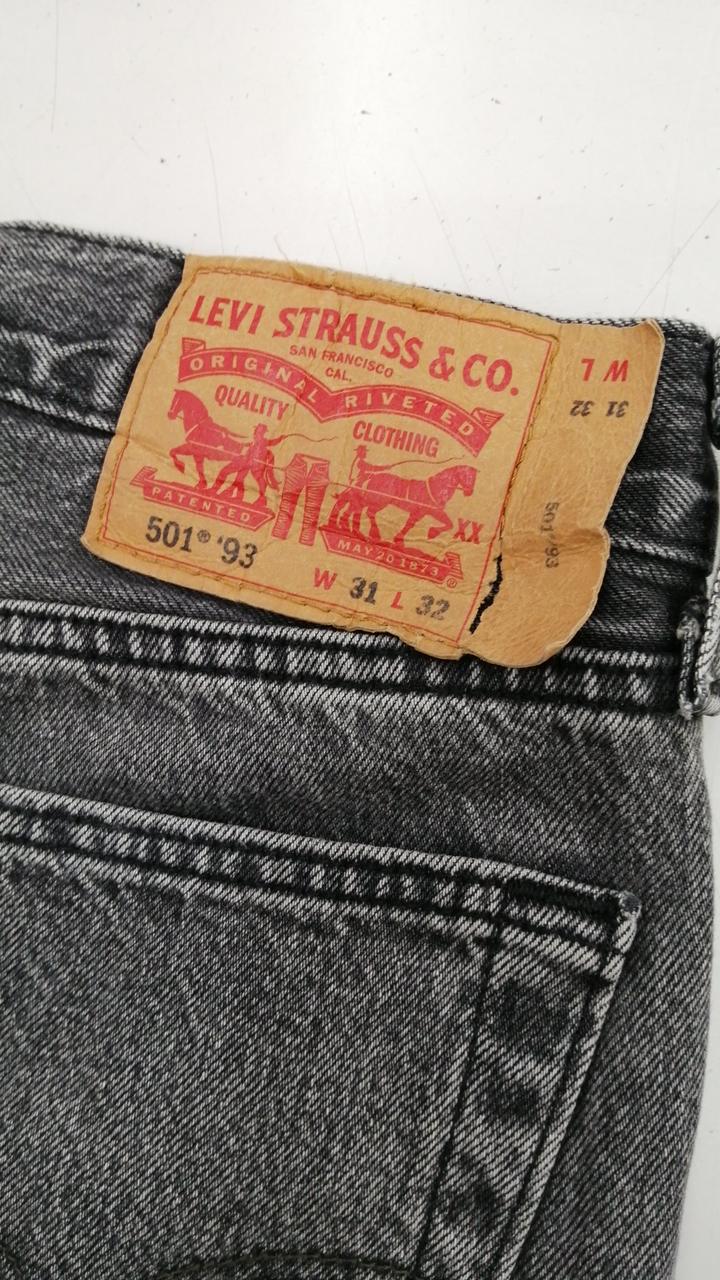 LEVI STRAUSS & CO.
SAN FRANCISCO
CAL.
ORIGINAL RIVETED
QUALITY CLOTHING
PATENTED
MAY 20 1873
XX
501® '93
W 31 L 32
®
W L
31 32
501 '93